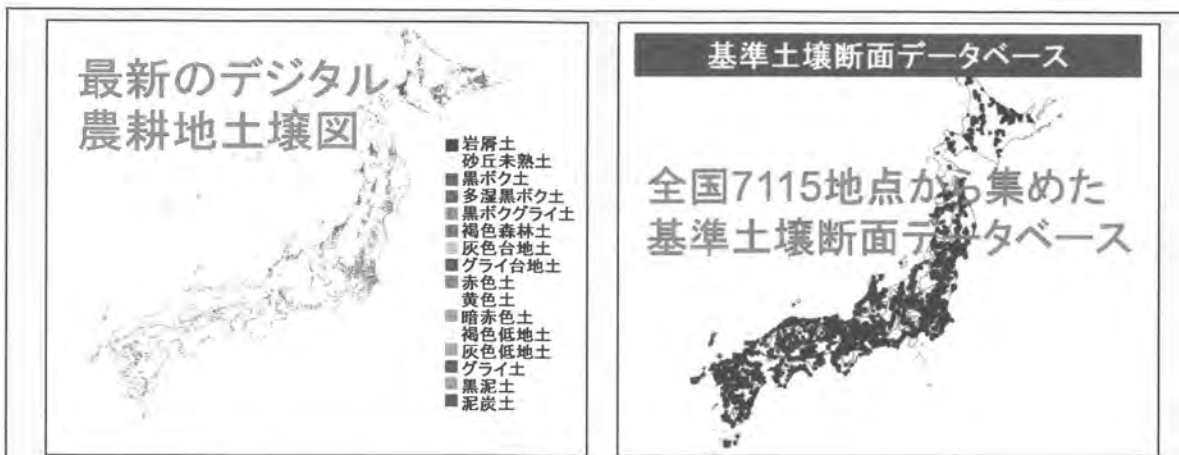 最新のデジタル
農耕地土壌図
岩屑土
砂丘未熟土
黒ボク土
多湿黒ボク土
黒ボクグライ土
褐色森林土
灰色台地土
グライ台地土
赤色土
黄色土
暗赤色土
褐色低地土
灰色低地土
グライ土
黒泥土
泥炭土
基準土壌断面データベース
全国7115地点から集めた
基準土壌断面データベース